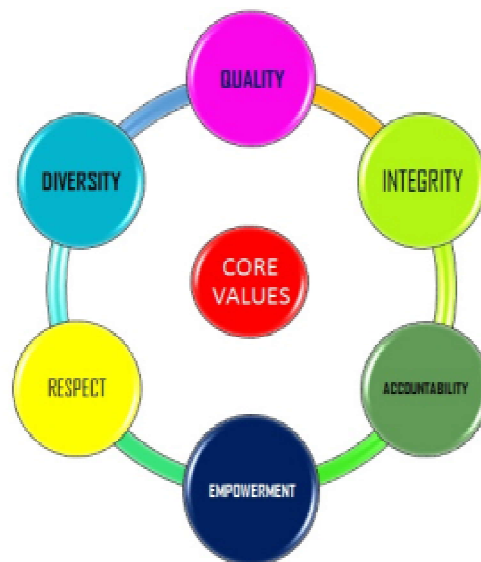 QUALITY
INTEGRITY
ACCOUNTABILITY
EMPOWERMENT
RESPECT
DIVERSITY
CORE
VALUES